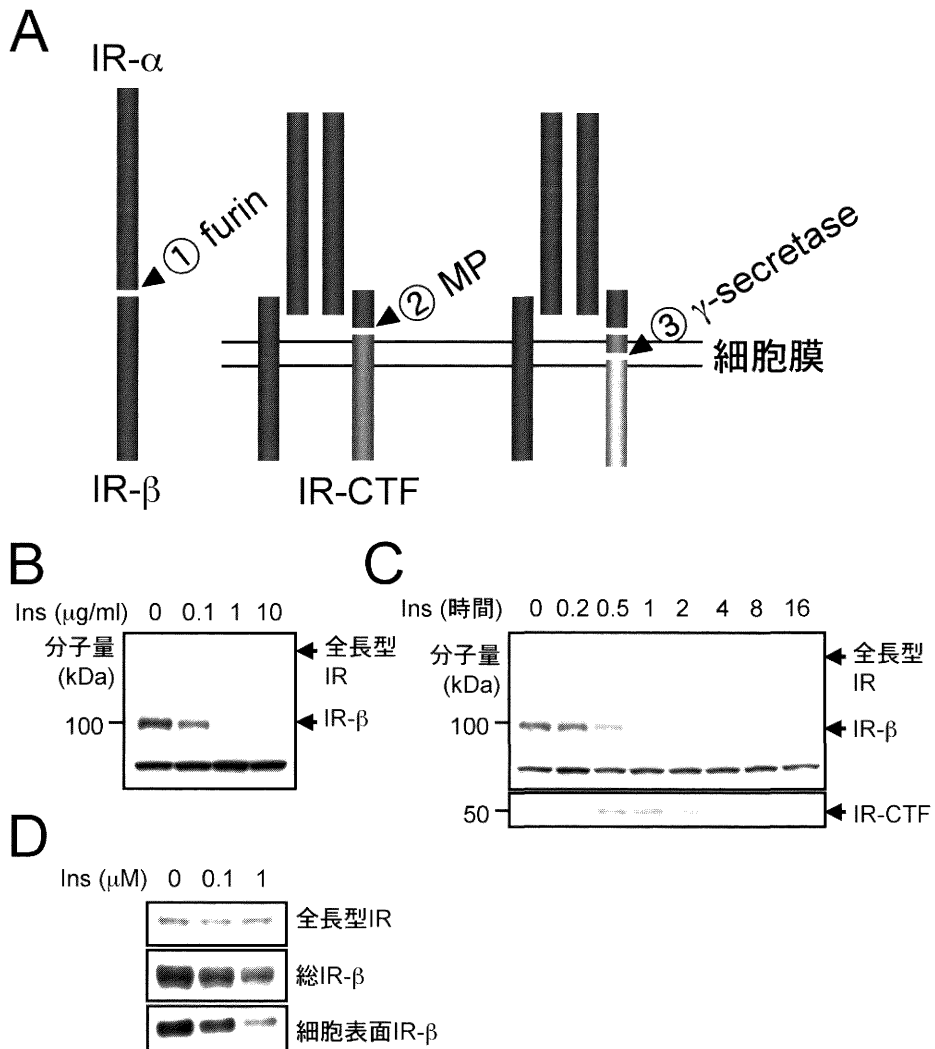 A
IR-α
① furin
② MP
③ γ-secretase
細胞膜
IR-β
IR-CTF
B
Ins (μg/ml) 0 0.1 1 10
分子量
(kDa)
全長型
IR
100
IR-β
C
Ins (時間) 0 0.2 0.5 1 2 4 8 16
分子量
(kDa)
全長型
IR
100
IR-β
50
IR-CTF
D
Ins (μM) 0 0.1 1
全長型IR
総IR-β
細胞表面IR-β